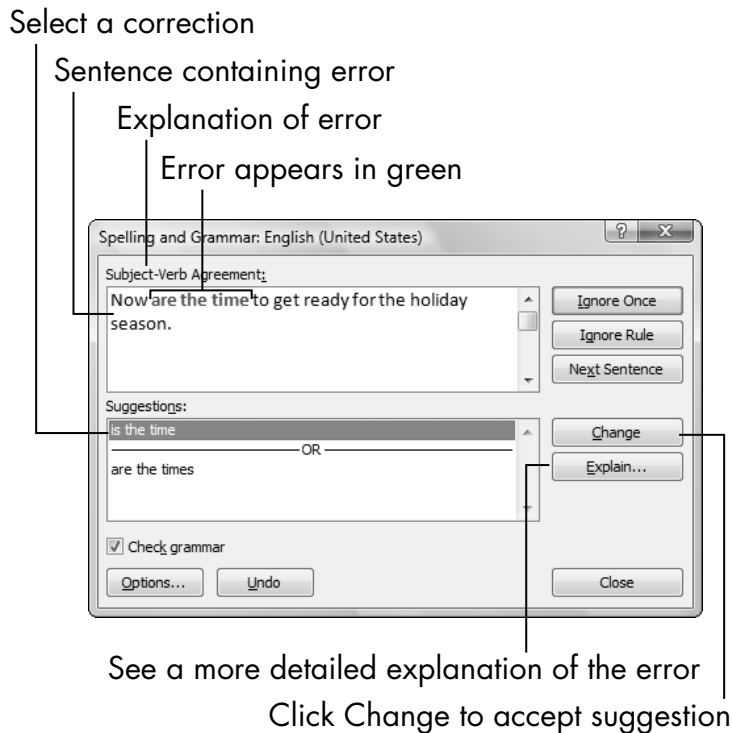 Select a correction
Sentence containing error
Explanation of error
Error appears in green
Spelling and Grammar: English (United States)
?
X
Subject-Verb Agreement:
Now are the time to get ready for the holiday
season.
Ignore Once
Ignore Rule
Next Sentence
Suggestions:
is the time
OR
are the times
Change
Explain...
Check grammar
Options...
Undo
Close
See a more detailed explanation of the error
Click Change to accept suggestion